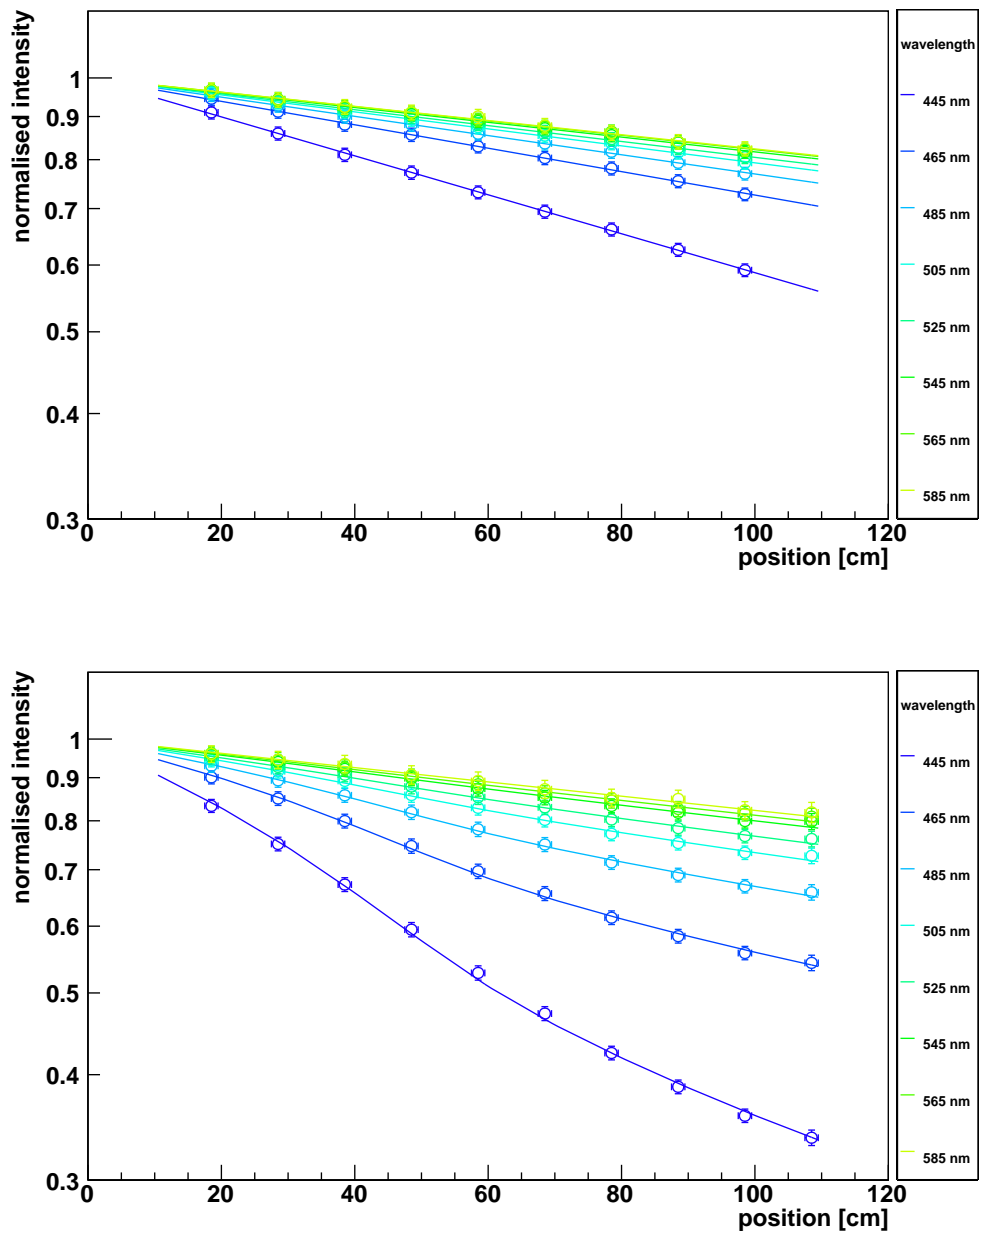 normalised intensity
1
0.9
0.8
0.7
0.6
0.5
0.4
0.3
0 20 40 60 80 100 120
position [cm]
wavelength
445 nm
465 nm
485 nm
505 nm
525 nm
545 nm
565 nm
585 nm
normalised intensity
1
0.9
0.8
0.7
0.6
0.5
0.4
0.3
0 20 40 60 80 100 120
position [cm]
wavelength
445 nm
465 nm
485 nm
505 nm
525 nm
545 nm
565 nm
585 nm